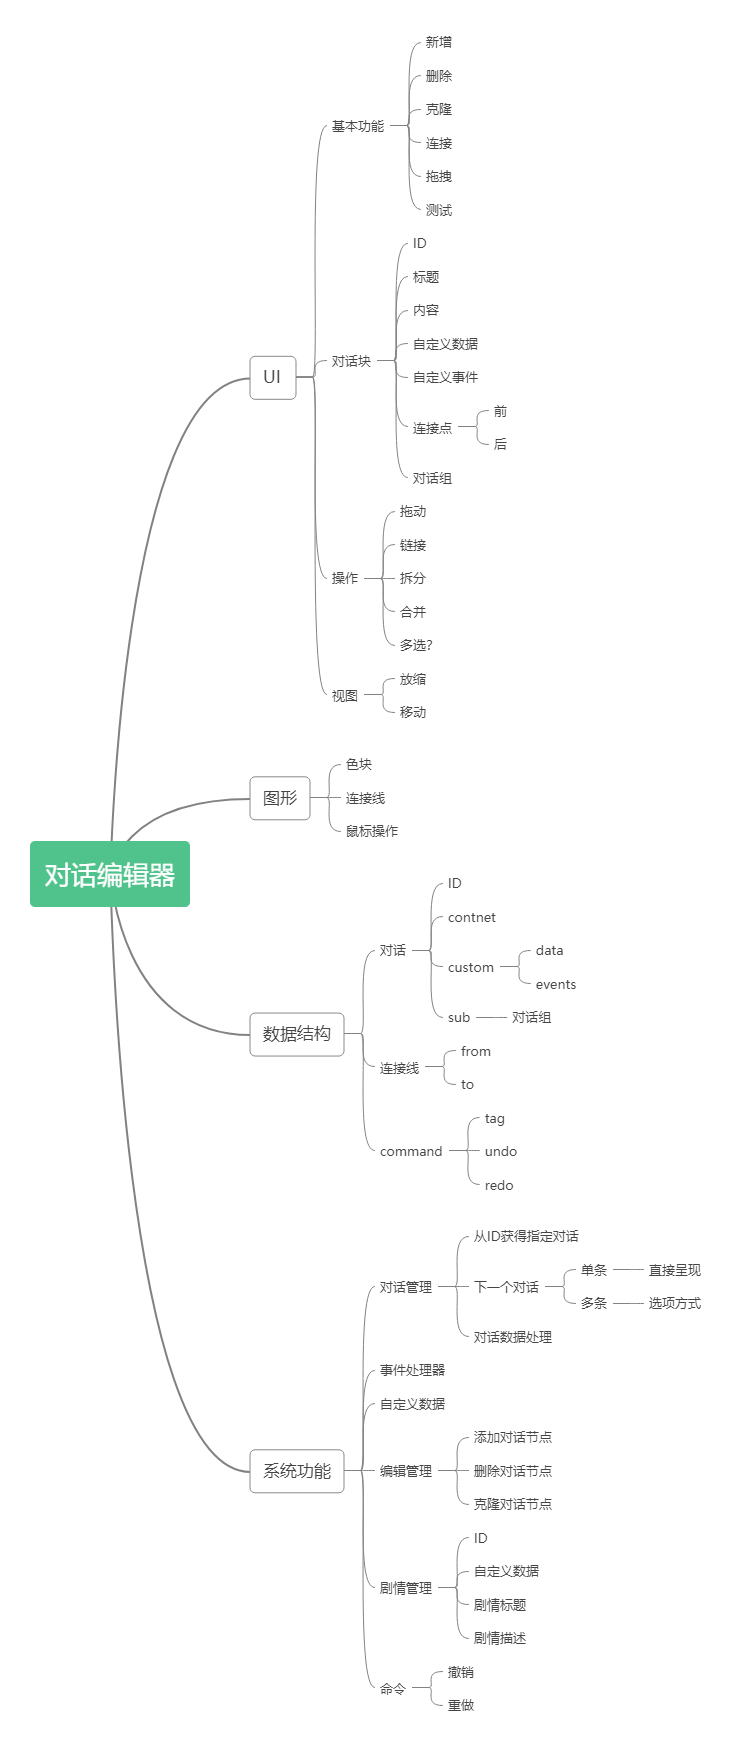 对话编辑器
UI
基本功能
新增
删除
克隆
连接
拖拽
测试
对话块
ID
标题
内容
自定义数据
自定义事件
连接点
前
后
对话组
操作
拖动
链接
拆分
合并
多选?
视图
放缩
移动
图形
色块
连接线
鼠标操作
数据结构
对话
ID
contnet
custom
data
events
sub
对话组
连接线
from
to
command
tag
undo
redo
系统功能
对话管理
从ID获得指定对话
下一个对话
单条
直接呈现
多条
选项方式
对话数据处理
事件处理器
自定义数据
编辑管理
添加对话节点
删除对话节点
克隆对话节点
剧情管理
ID
自定义数据
剧情标题
剧情描述
命令
撤销
重做